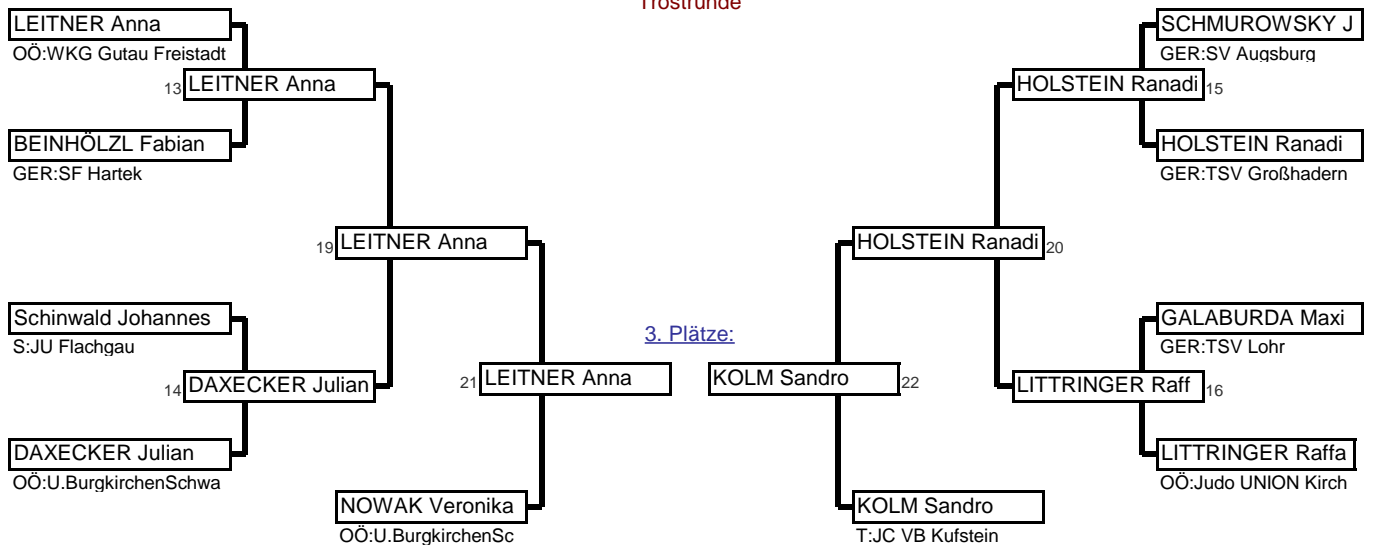 Trostrunde
LEITNER Anna
OÖ:WKG Gutau Freistadt
13 LEITNER Anna
BEINHÖLZL Fabian
GER:SF Hartek
19 LEITNER Anna
Schinwald Johannes
S:JU Flachgau
14 DAXECKER Julian
DAXECKER Julian
OÖ:U.BurgkirchenSchwa
21 LEITNER Anna
NOWAK Veronika
OÖ:U.BurgkirchenSc
3. Plätze:
SCHMUROWSKY J
GER:SV Augsburg
HOLSTEIN Ranadi 15
HOLSTEIN Ranadi
GER:TSV Großhadern
HOLSTEIN Ranadi 20
GALABURDA Maxi
GER:TSV Lohr
KOLM Sandro 22
LITTRINGER Raff 16
LITTRINGER Raffa
OÖ:Judo UNION Kirch
KOLM Sandro
T:JC VB Kufstein